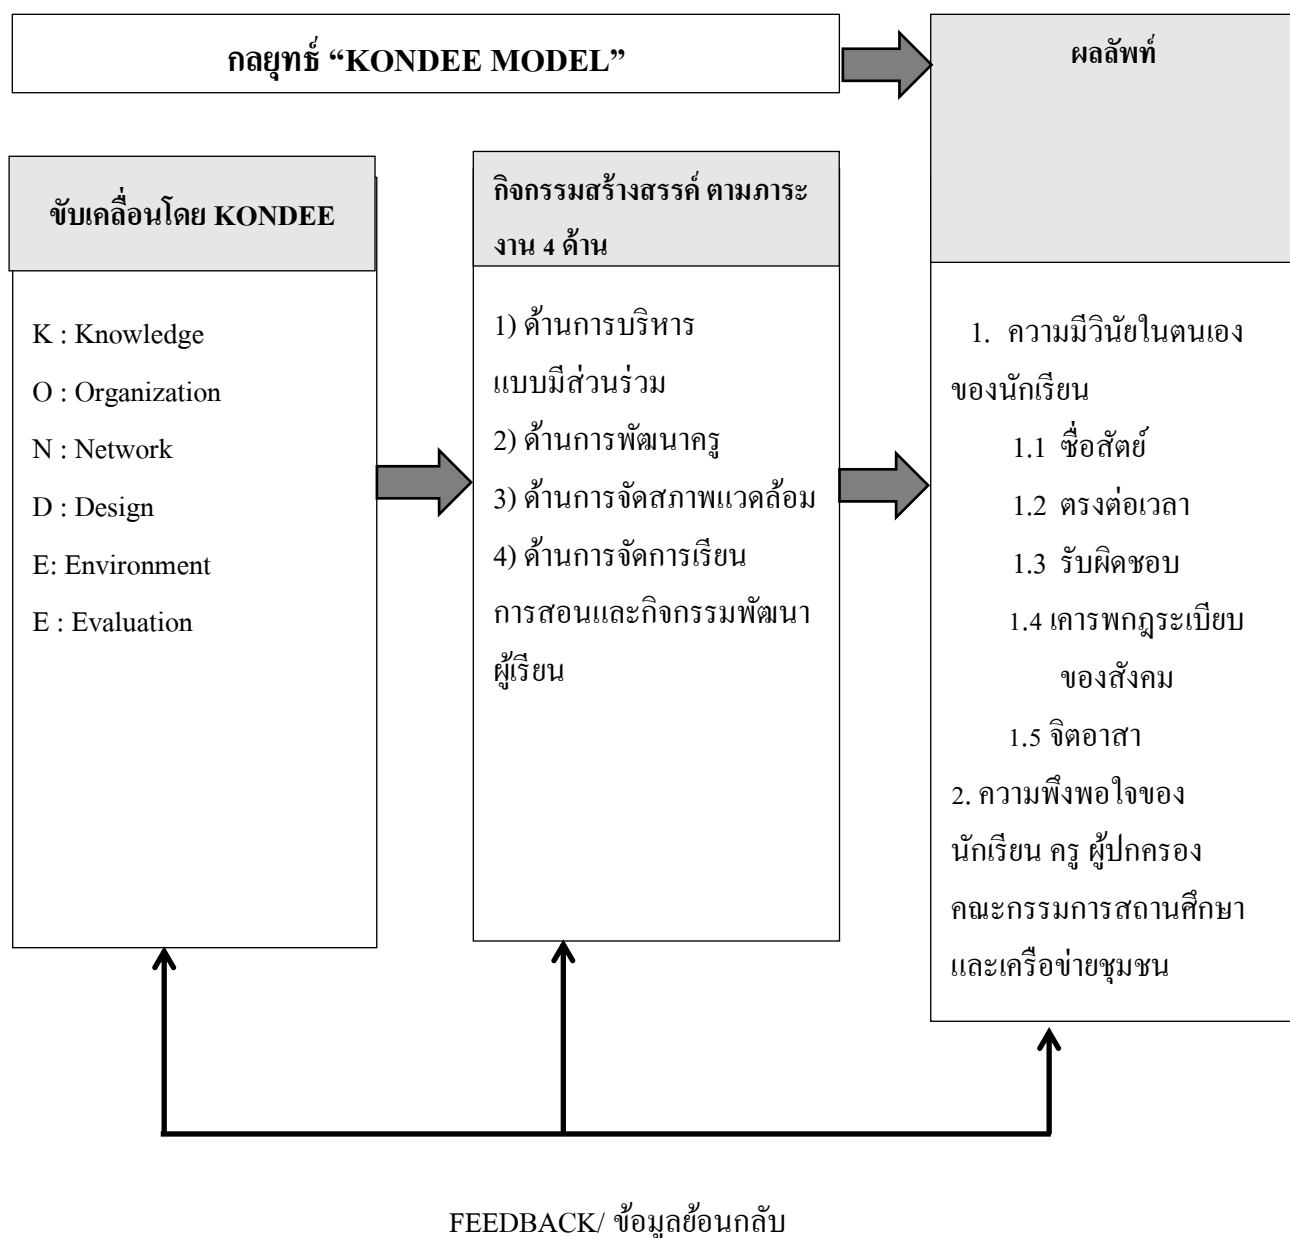 กลยุทธ์ “KONDEE MODEL”
ผลลัพท์
ขับเคลื่อนโดย KONDEE
K : Knowledge
O : Organization
N : Network
D : Design
E: Environment
E : Evaluation
กิจกรรมสร้างสรรค์ ตามภาระ
งาน 4 ด้าน
1) ด้านการบริหาร
แบบมีส่วนร่วม
2) ด้านการพัฒนาครู
3) ด้านการจัดสภาพแวดล้อม
4) ด้านการจัดการเรียน
การสอนและกิจกรรมพัฒนา
ผู้เรียน
1. ความมีวินัยในตนเอง
ของนักเรียน
1.1 ซื่อสัตย์
1.2 ตรงต่อเวลา
1.3 รับผิดชอบ
1.4 เคารพกฎระเบียบ
ของสังคม
1.5 จิตอาสา
2. ความพึงพอใจของ
นักเรียน ครู ผู้ปกครอง
คณะกรรมการสถานศึกษา
และเครือข่ายชุมชน
FEEDBACK/ ข้อมูลย้อนกลับ